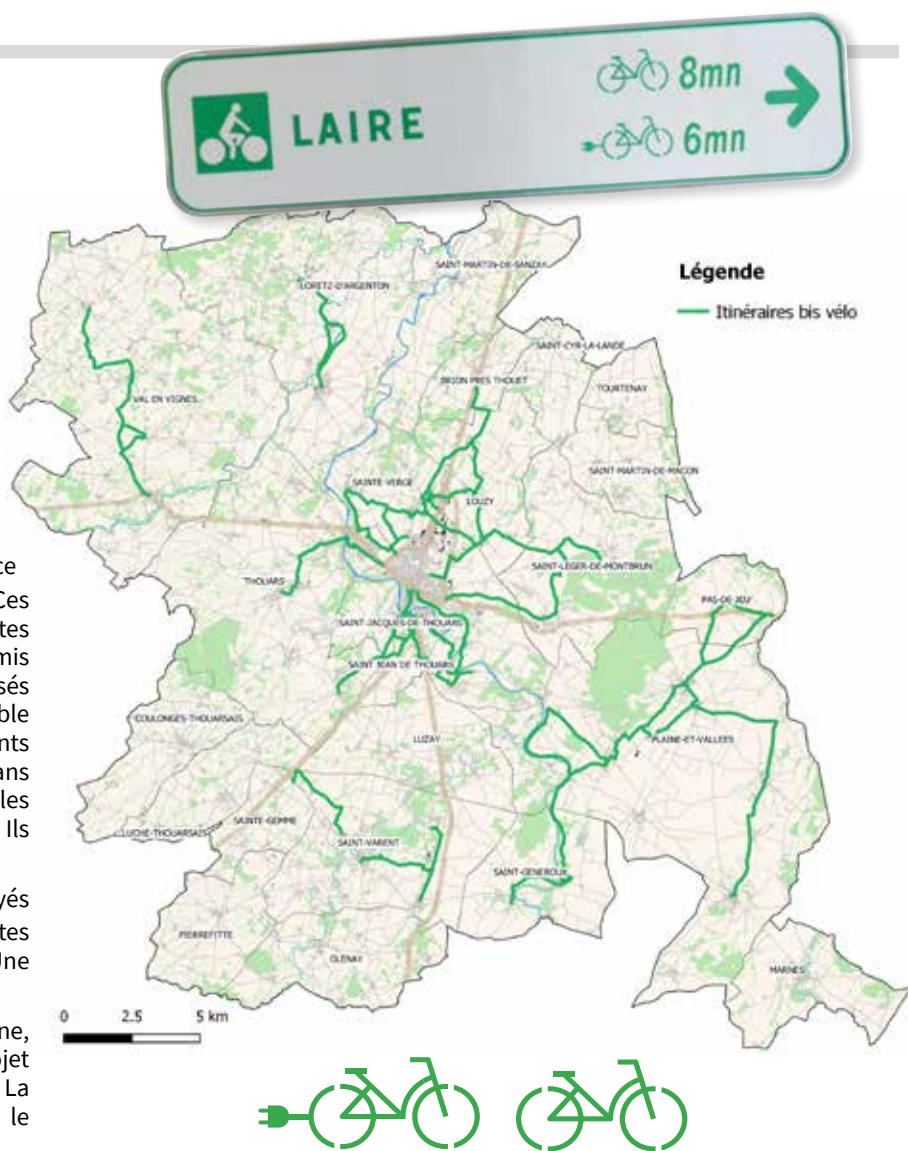 LAIRE
8mn
6mn
Légende
Itinéraires bis vélo
SAINT-MARTIN-DE-SANZAY
LORETZ-D'ARGENTON
SAINT-CYR-LA-LANDE
BRION PRES THOUET
TOURTENAY
VAL EN VIGNES
SAINT-MARTIN-DE-MACON
SAINTE-VERGE
LOUZY
SAINT-LEGER-DE-MONTBRUN
THOUARS
PAS-DE-JEU
SAINT-JACQUES-DE-THOUARS
SAINT JEAN DE THOUARS
COULONGES-THOUARSAIS
LUZAY
PLAINE-ET-VALLEES
SAINTE-GEMME
LUCHE-THOUARSAIS
SAINT-VARENT
SAINT-GENEROUX
PIERREFITTE
GLENAY
MARNES
0 2.5 5 km
ce
Ces
tes
mis
sés
ble
nts
ans
les
Ils
yés
tes
Une
ne,
ojet
La
le